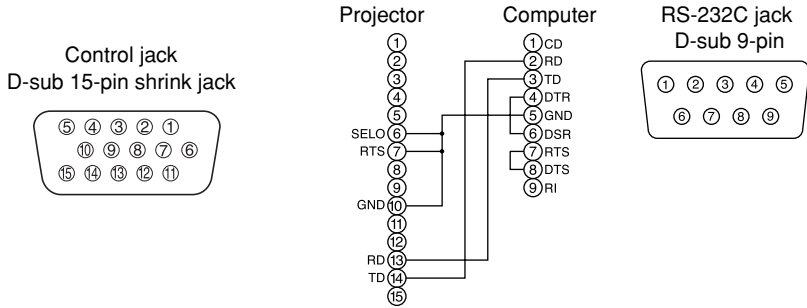 Control jack
D-sub 15-pin shrink jack
⑤ ④ ③ ② ①
⑩ ⑨ ⑧ ⑦ ⑥
⑮ ⑭ ⑬ ⑫ ⑪
Projector
①
②
③
④
⑤
SELO ⑥
RTS ⑦
⑧
⑨
GND ⑩
⑪
⑫
RD ⑬
TD ⑭
⑮
Computer
① CD
② RD
③ TD
④ DTR
⑤ GND
⑥ DSR
⑦ RTS
⑧ DTS
⑨ RI
RS-232C jack
D-sub 9-pin
① ② ③ ④ ⑤
⑥ ⑦ ⑧ ⑨